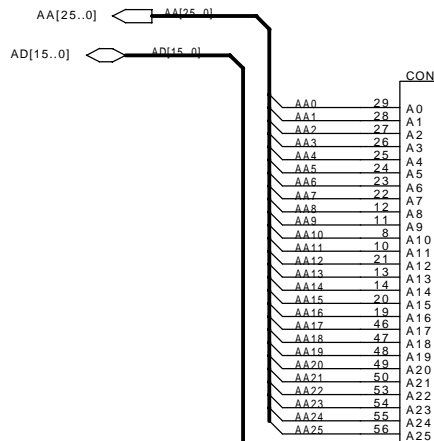 AA[25..0] AA[25..0]
AD[15..0] AD[15..0]
CON
AA0 29 A0
AA1 28 A1
AA2 27 A2
AA3 26 A3
AA4 25 A4
AA5 24 A5
AA6 23 A6
AA7 22 A7
AA8 12 A8
AA9 11 A9
AA10 8 A10
AA11 10 A11
AA12 21 A12
AA13 13 A13
AA14 14 A14
AA15 20 A15
AA16 19 A16
AA17 46 A17
AA18 47 A18
AA19 48 A19
AA20 49 A20
AA21 50 A21
AA22 53 A22
AA23 54 A23
AA24 55 A24
AA25 56 A25